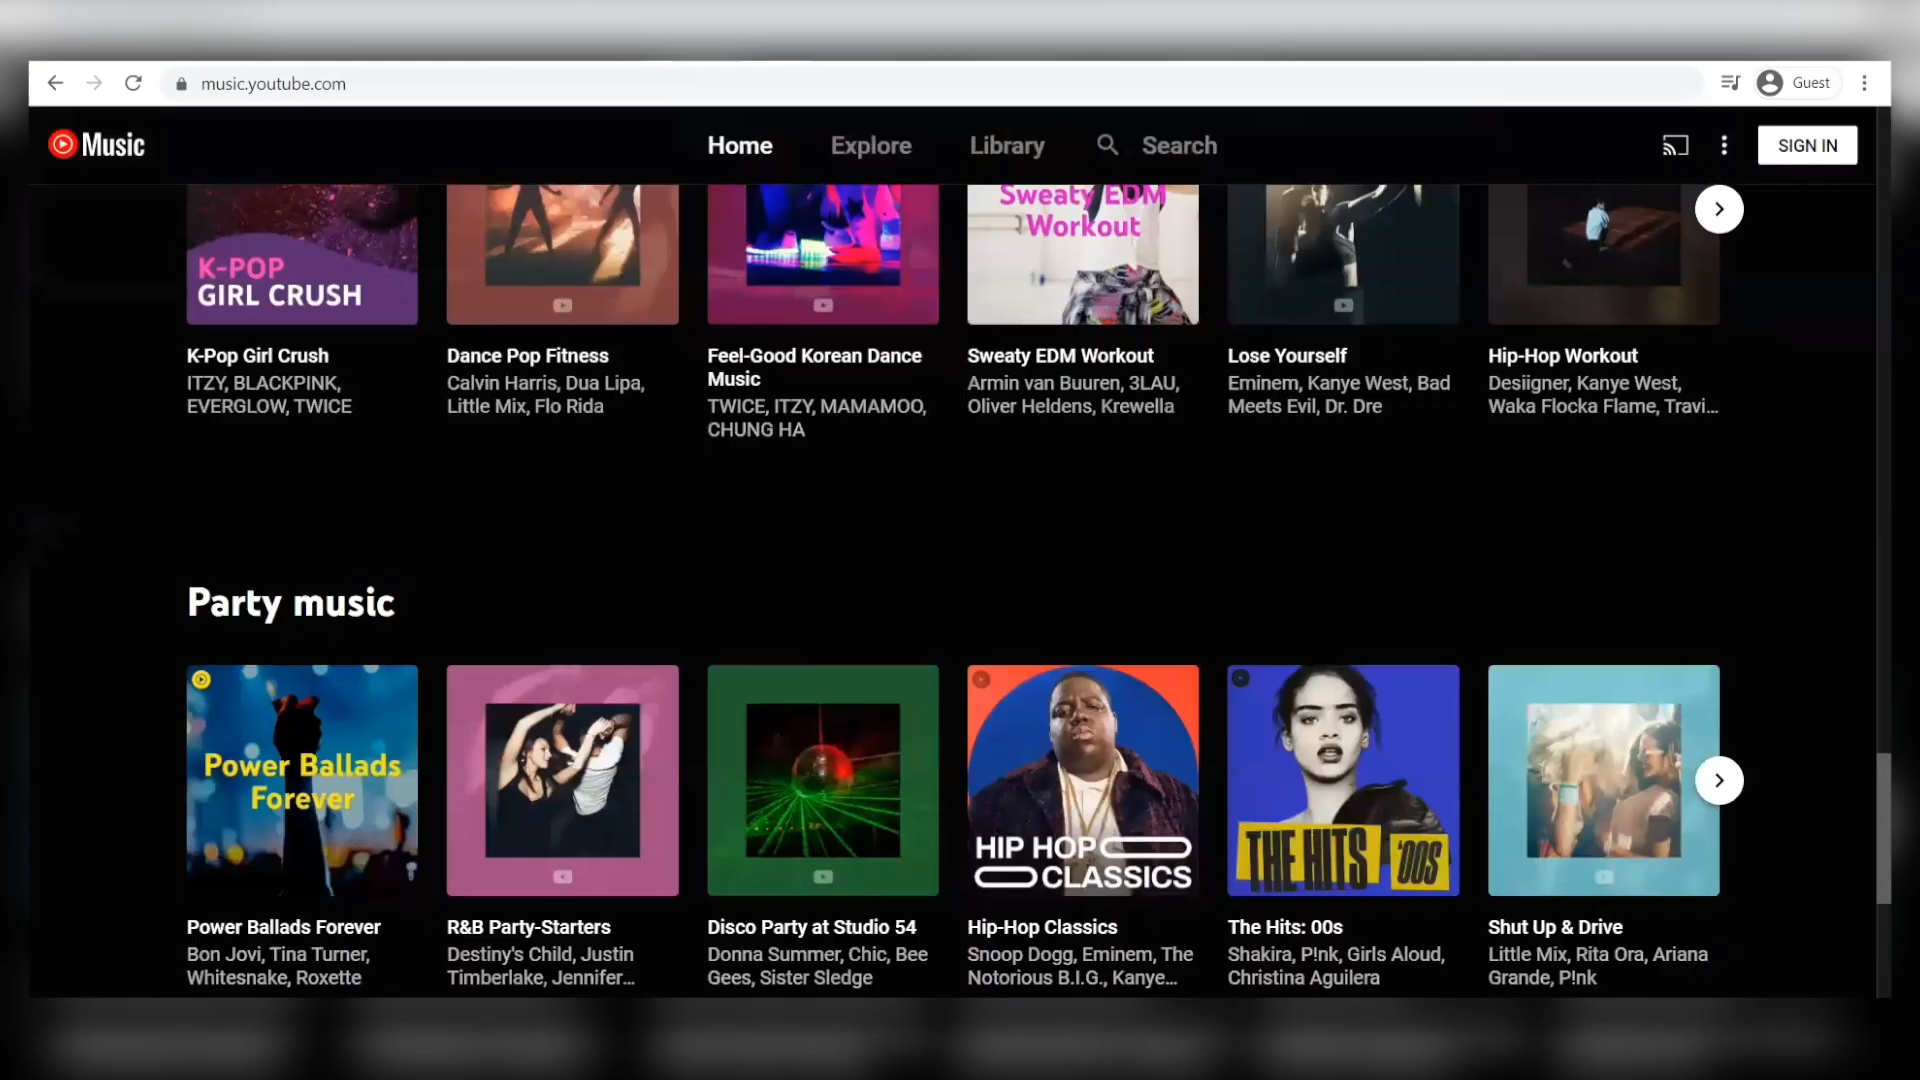 music.youtube.com
Guest
Music
Home
Explore
Library
Search
SIGN IN
K-POP
GIRL CRUSH
Sweaty EDM
Workout
K-Pop Girl Crush
ITZY, BLACKPINK,
EVERGLOW, TWICE
Dance Pop Fitness
Calvin Harris, Dua Lipa,
Little Mix, Flo Rida
Feel-Good Korean Dance
Music
TWICE, ITZY, MAMAMOO,
CHUNG HA
Sweaty EDM Workout
Armin van Buuren, 3LAU,
Oliver Heldens, Krewella
Lose Yourself
Eminem, Kanye West, Bad
Meets Evil, Dr. Dre
Hip-Hop Workout
Desiigner, Kanye West,
Waka Flocka Flame, Travi...
Party music
Power Ballads
Forever
HIP HOP
CLASSICS
THE HITS '00S
Power Ballads Forever
Bon Jovi, Tina Turner,
Whitesnake, Roxette
R&B Party-Starters
Destiny's Child, Justin
Timberlake, Jennifer...
Disco Party at Studio 54
Donna Summer, Chic, Bee
Gees, Sister Sledge
Hip-Hop Classics
Snoop Dogg, Eminem, The
Notorious B.I.G., Kanye...
The Hits: 00s
Shakira, P!nk, Girls Aloud,
Christina Aguilera
Shut Up & Drive
Little Mix, Rita Ora, Ariana
Grande, P!nk